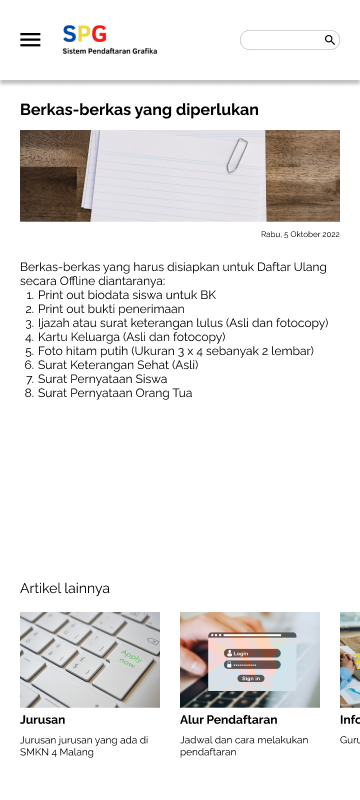 SPG
Sistem Pendaftaran Grafika
Berkas-berkas yang diperlukan
Rabu, 5 Oktober 2022
Berkas-berkas yang harus disiapkan untuk Daftar Ulang
secara Offline diantaranya:
1. Print out biodata siswa untuk BK
2. Print out bukti penerimaan
3. Ijazah atau surat keterangan lulus (Asli dan fotocopy)
4. Kartu Keluarga (Asli dan fotocopy)
5. Foto hitam putih (Ukuran 3 x 4 sebanyak 2 lembar)
6. Surat Keterangan Sehat (Asli)
7. Surat Pernyataan Siswa
8. Surat Pernyataan Orang Tua
Artikel lainnya
Apply
now
Login
Sign in
Jurusan
Alur Pendaftaran
Info
Jurusan jurusan yang ada di
SMKN 4 Malang
Jadwal dan cara melakukan
pendaftaran
Guru